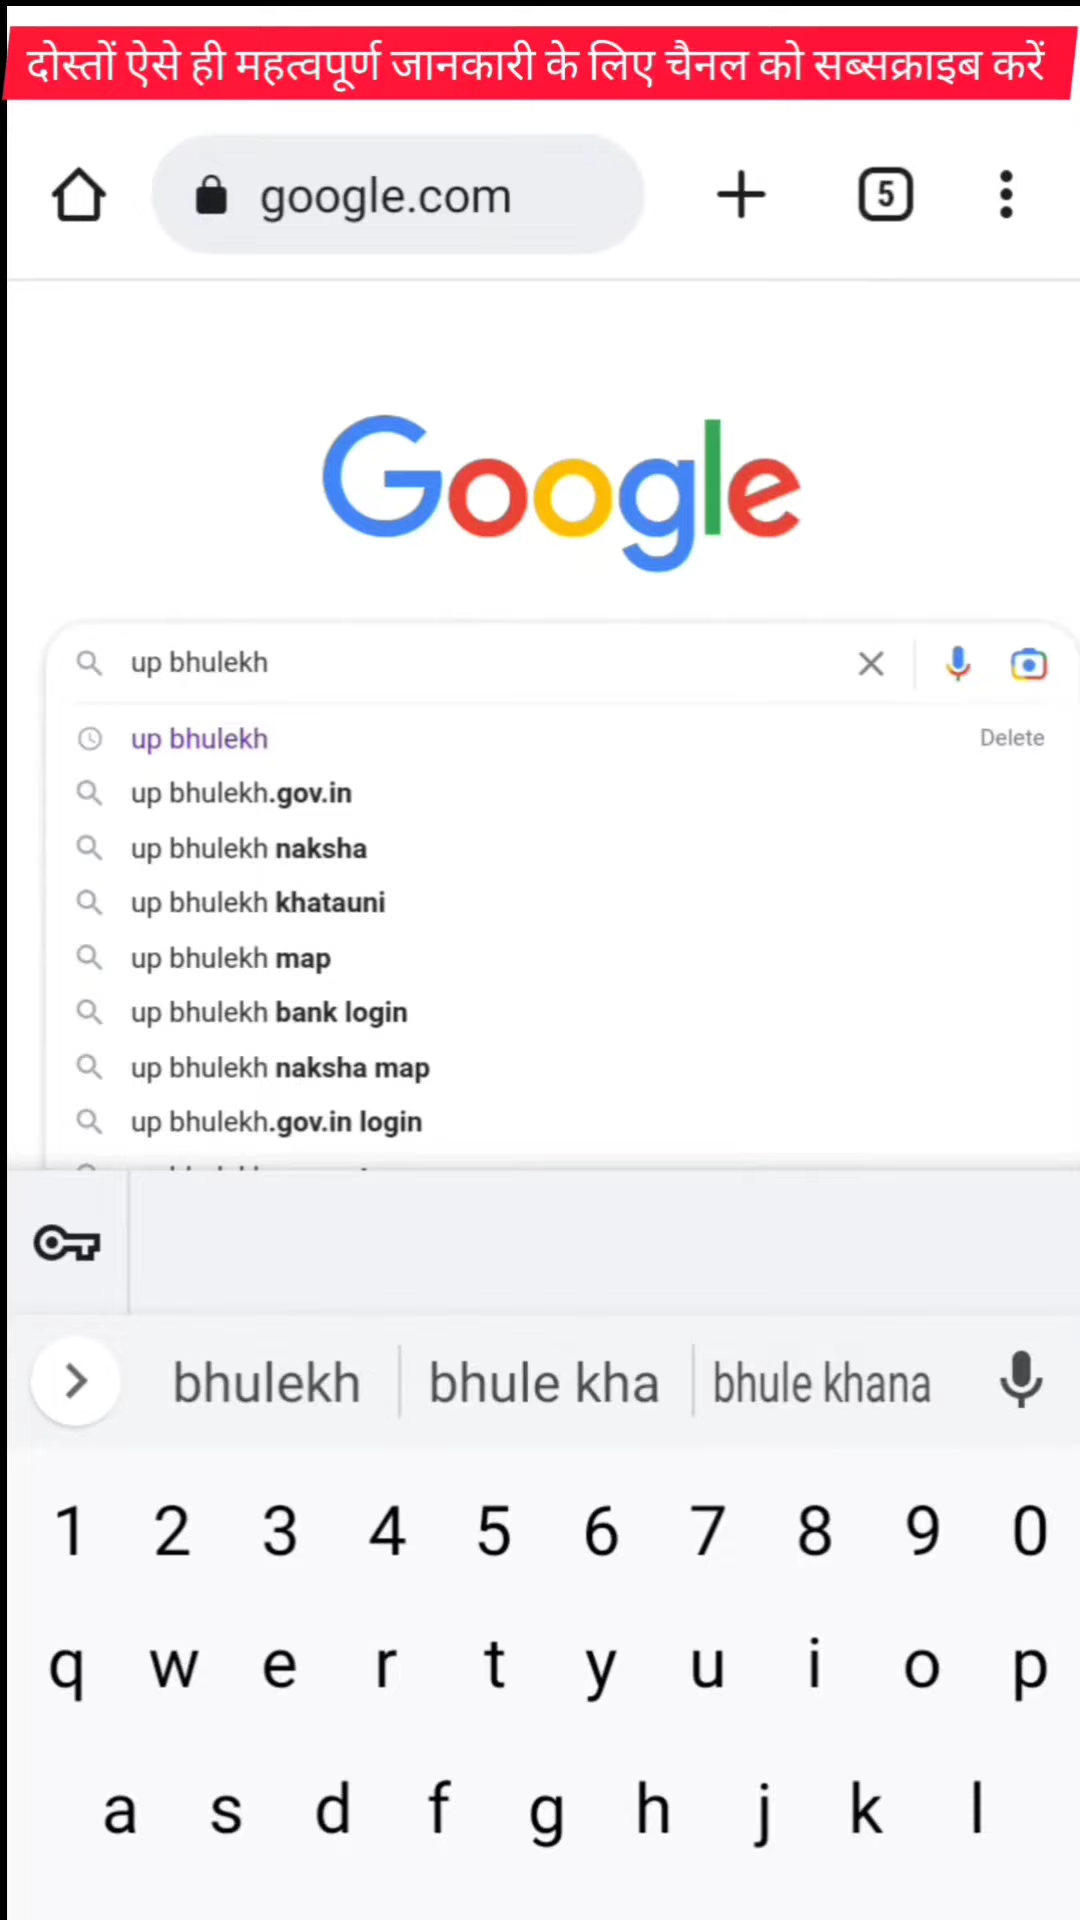 दोस्तों ऐसे ही महत्वपूर्ण जानकारी के लिए चैनल को सब्सक्राइब करें
google.com
5
Google
up bhulekh
up bhulekh
Delete
up bhulekh.gov.in
up bhulekh naksha
up bhulekh khatauni
up bhulekh map
up bhulekh bank login
up bhulekh naksha map
up bhulekh.gov.in login
bhulekh
bhule kha
bhule khana
1 2 3 4 5 6 7 8 9 0
q w e r t y u i o p
a s d f g h j k l